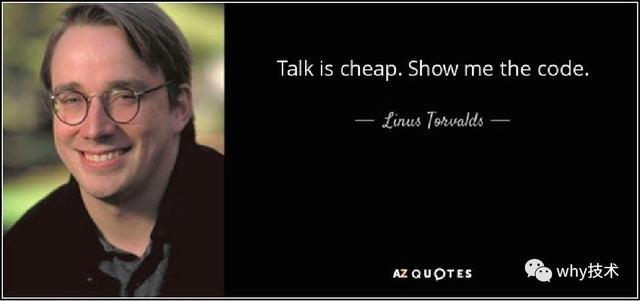 Talk is cheap. Show me the code.
— Linus Torvalds —
AZ QUOTES
why技术